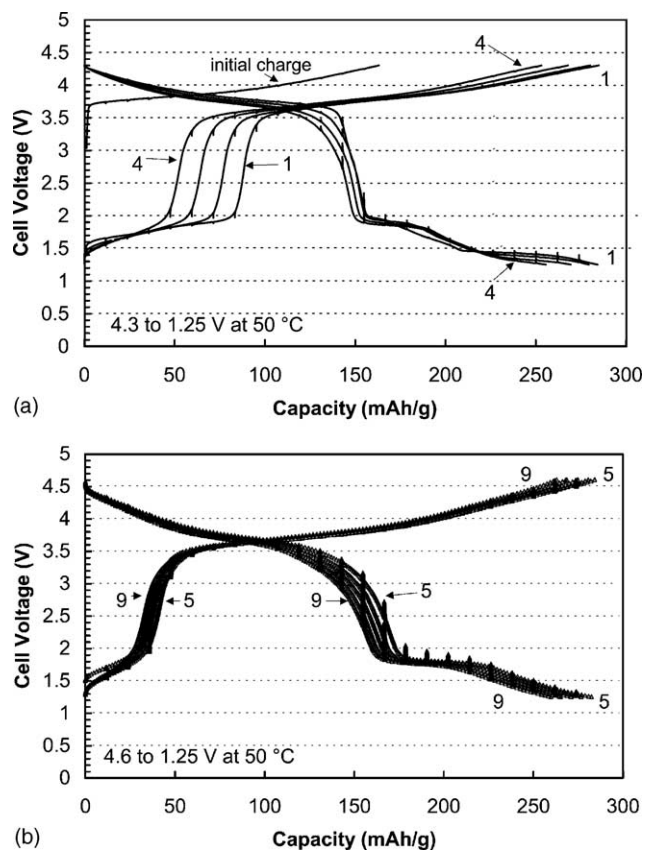 (a)
Cell Voltage (V)
5
4.5
4
3.5
3
2.5
2
1.5
1
0.5
0
initial charge
4
1
4
1
1
4
4.3 to 1.25 V at 50 °C
0 50 100 150 200 250 300
Capacity (mAh/g)
(b)
Cell Voltage (V)
5
4.5
4
3.5
3
2.5
2
1.5
1
0.5
0
9 5
9 5
9 5
9 5
4.6 to 1.25 V at 50 °C
0 50 100 150 200 250 300
Capacity (mAh/g)